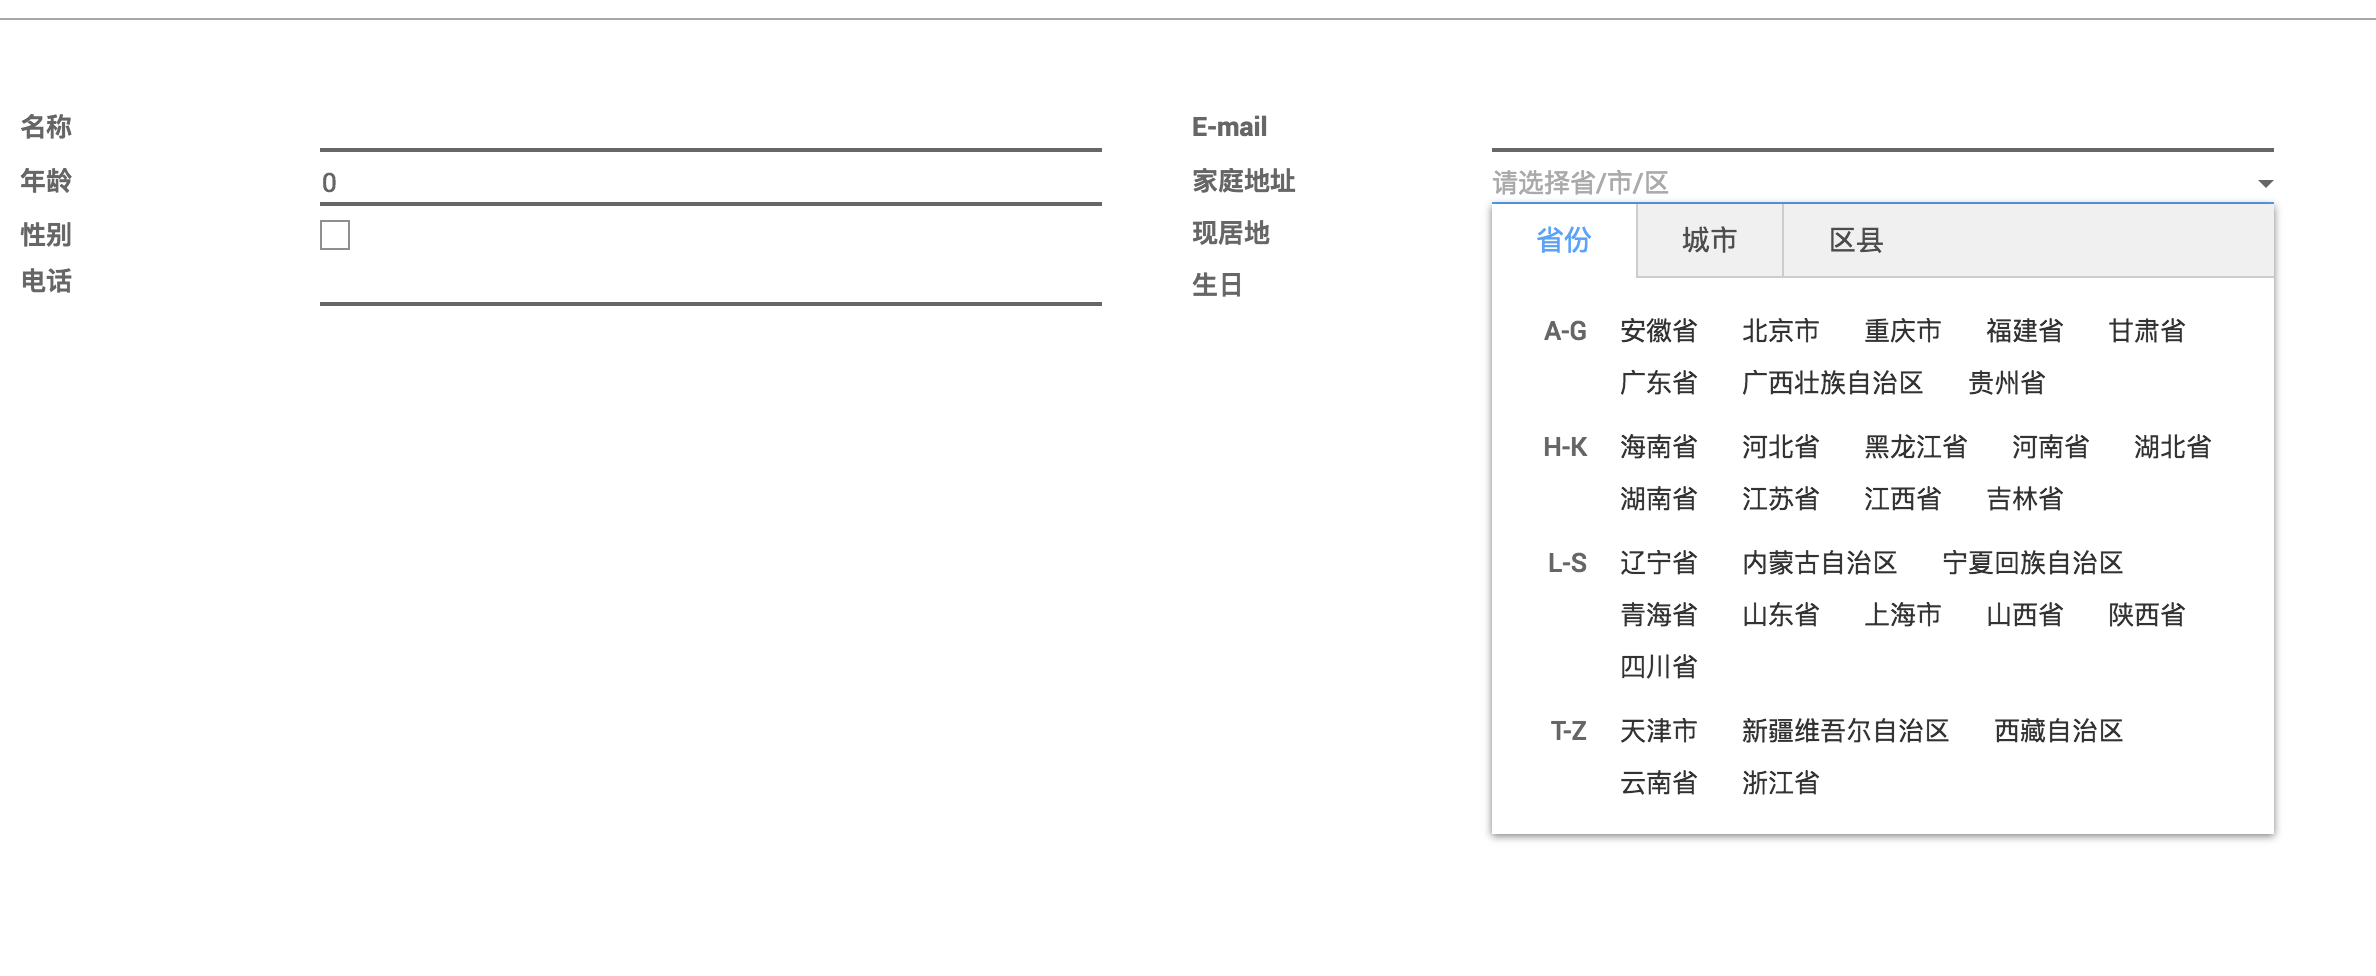 名称
E-mail
年龄 0
家庭地址 请选择省/市/区
性别
现居地
电话
生日
省份 城市 区县
A-G 安徽省 北京市 重庆市 福建省 甘肃省
广东省 广西壮族自治区 贵州省
H-K 海南省 河北省 黑龙江省 河南省 湖北省
湖南省 江苏省 江西省 吉林省
L-S 辽宁省 内蒙古自治区 宁夏回族自治区
青海省 山东省 上海市 山西省 陕西省
四川省
T-Z 天津市 新疆维吾尔自治区 西藏自治区
云南省 浙江省